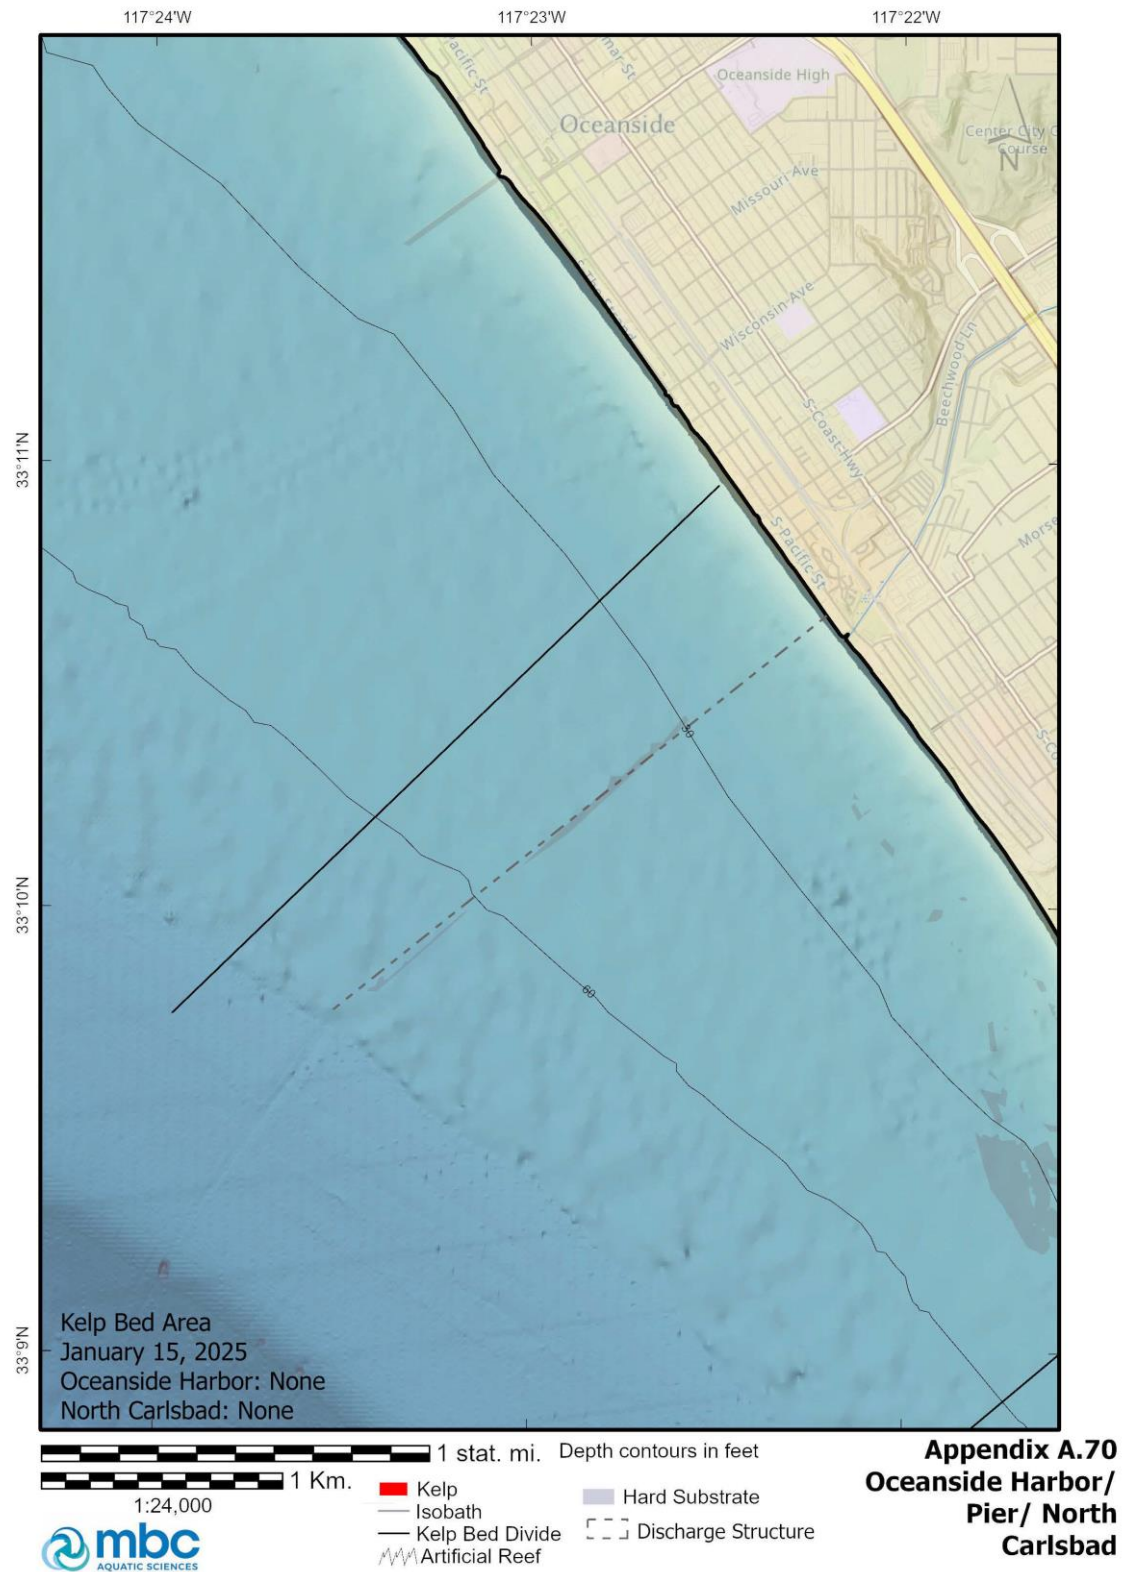 117°24'W
117°23'W
117°22'W
Pacific St
mar-St
Oceanside High
Oceanside
Center City
Course
N
Missouri Ave
Wisconsin Ave
Beechwood Ln
S-Coast-Hwy
33°11'N
S-Pacific St
Morse
30
33°10'N
60
33°9'N
Kelp Bed Area
January 15, 2025
Oceanside Harbor: None
North Carlsbad: None
1 stat. mi.
Depth contours in feet
1 Km.
1:24,000
Kelp
Isobath
Kelp Bed Divide
Artificial Reef
Hard Substrate
Discharge Structure
mbc
AQUATIC SCIENCES
Appendix A.70
Oceanside Harbor/
Pier/ North
Carlsbad